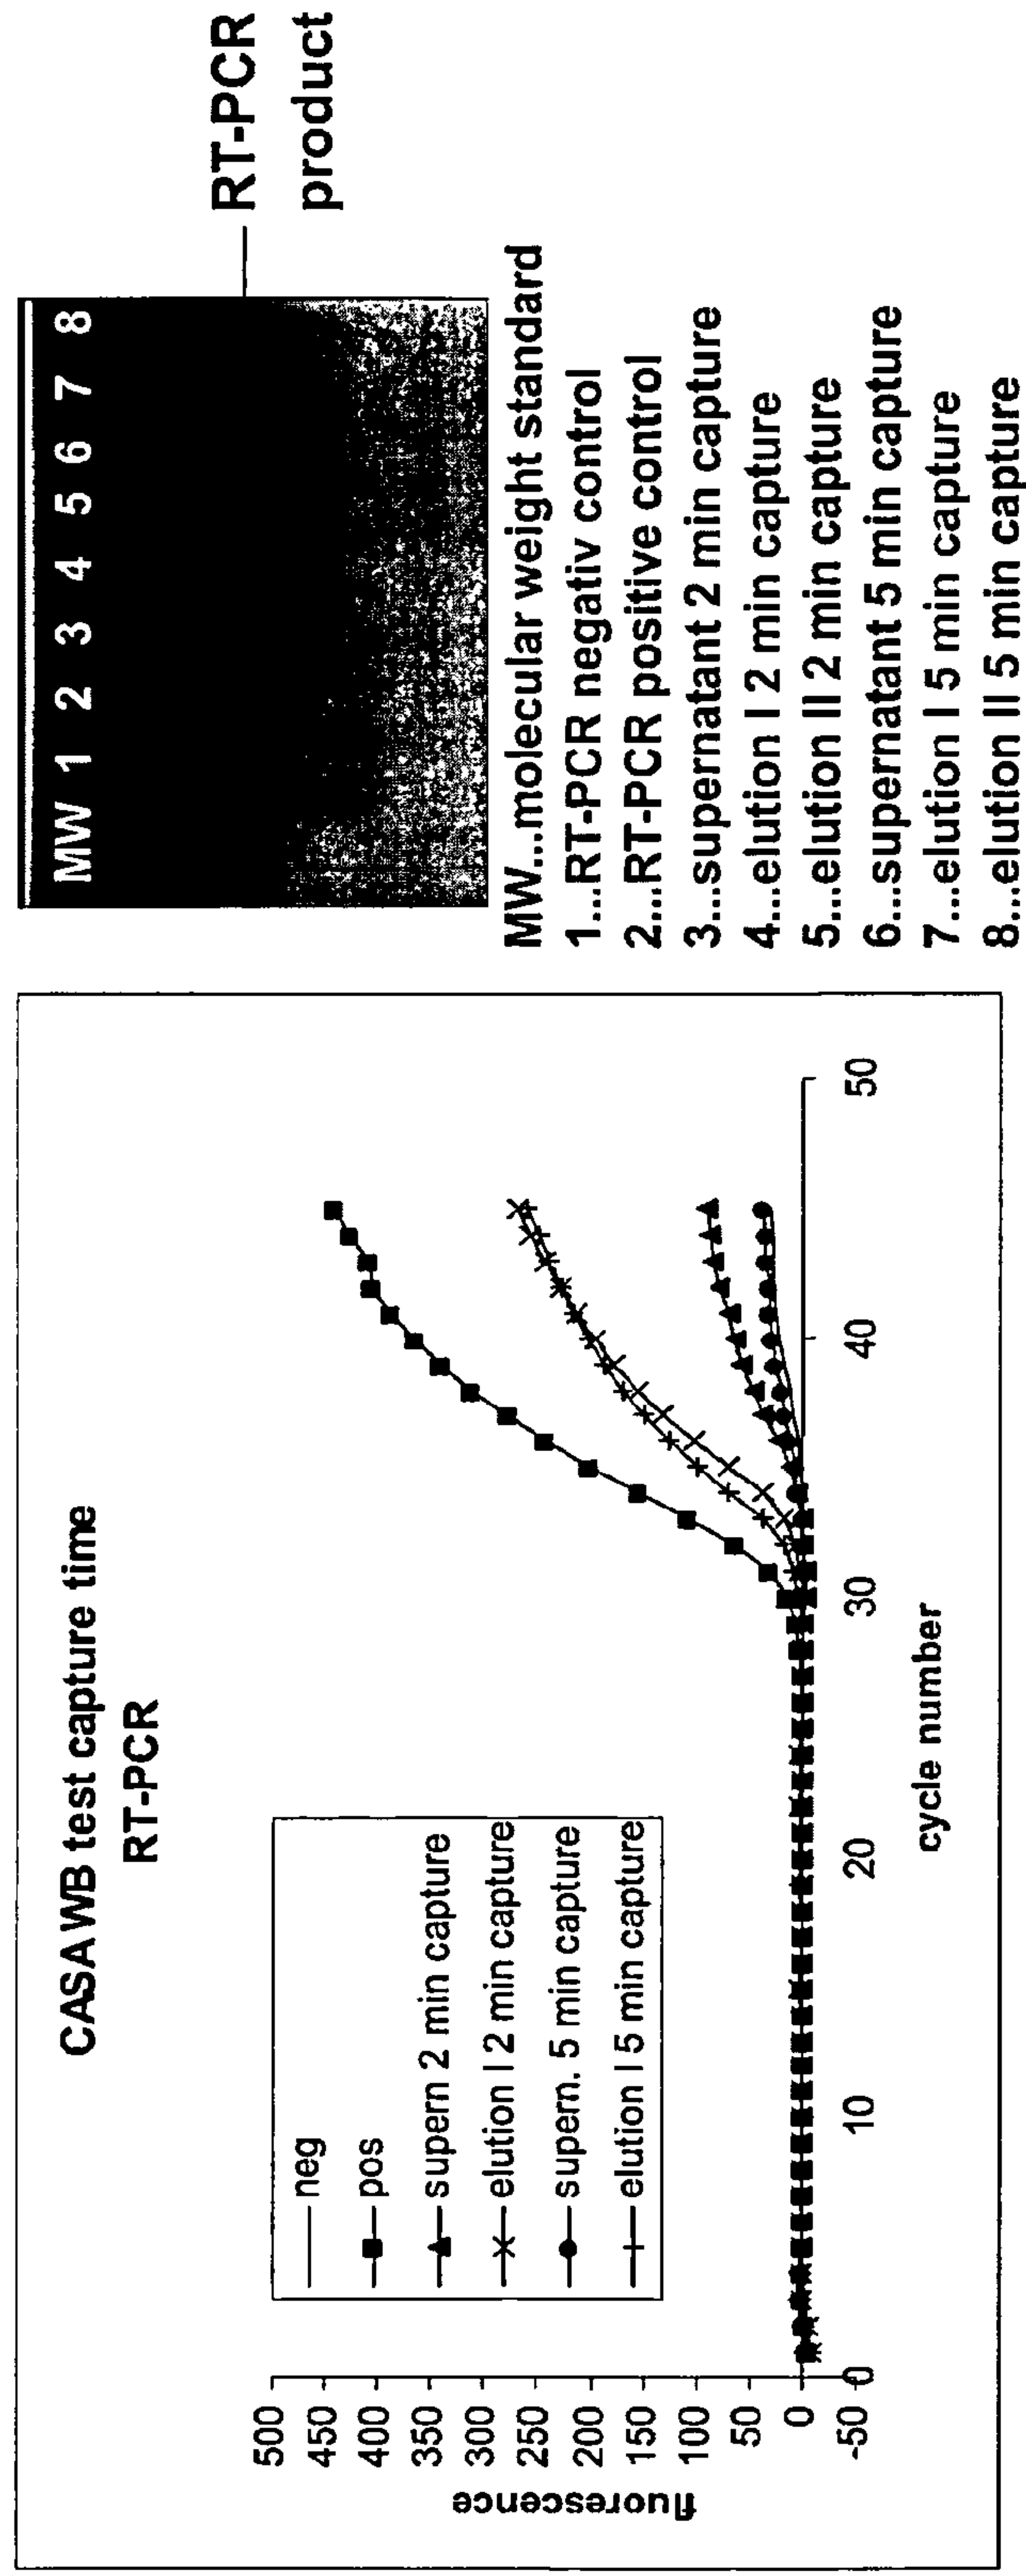 CASA WB test capture time
RT-PCR
fluorescence
500
450
400
350
300
250
200
150
100
50
0
-50
neg
pos
supern 2 min capture
elution I 2 min capture
supern. 5 min capture
elution I 5 min capture
0
10
20
30
40
50
cycle number
MW 1 2 3 4 5 6 7 8
RT-PCR
product
MW...molecular weight standard
1...RT-PCR negativ control
2...RT-PCR positive control
3...supernatant 2 min capture
4...elution I 2 min capture
5...elution II 2 min capture
6...supernatant 5 min capture
7...elution I 5 min capture
8...elution II 5 min capture